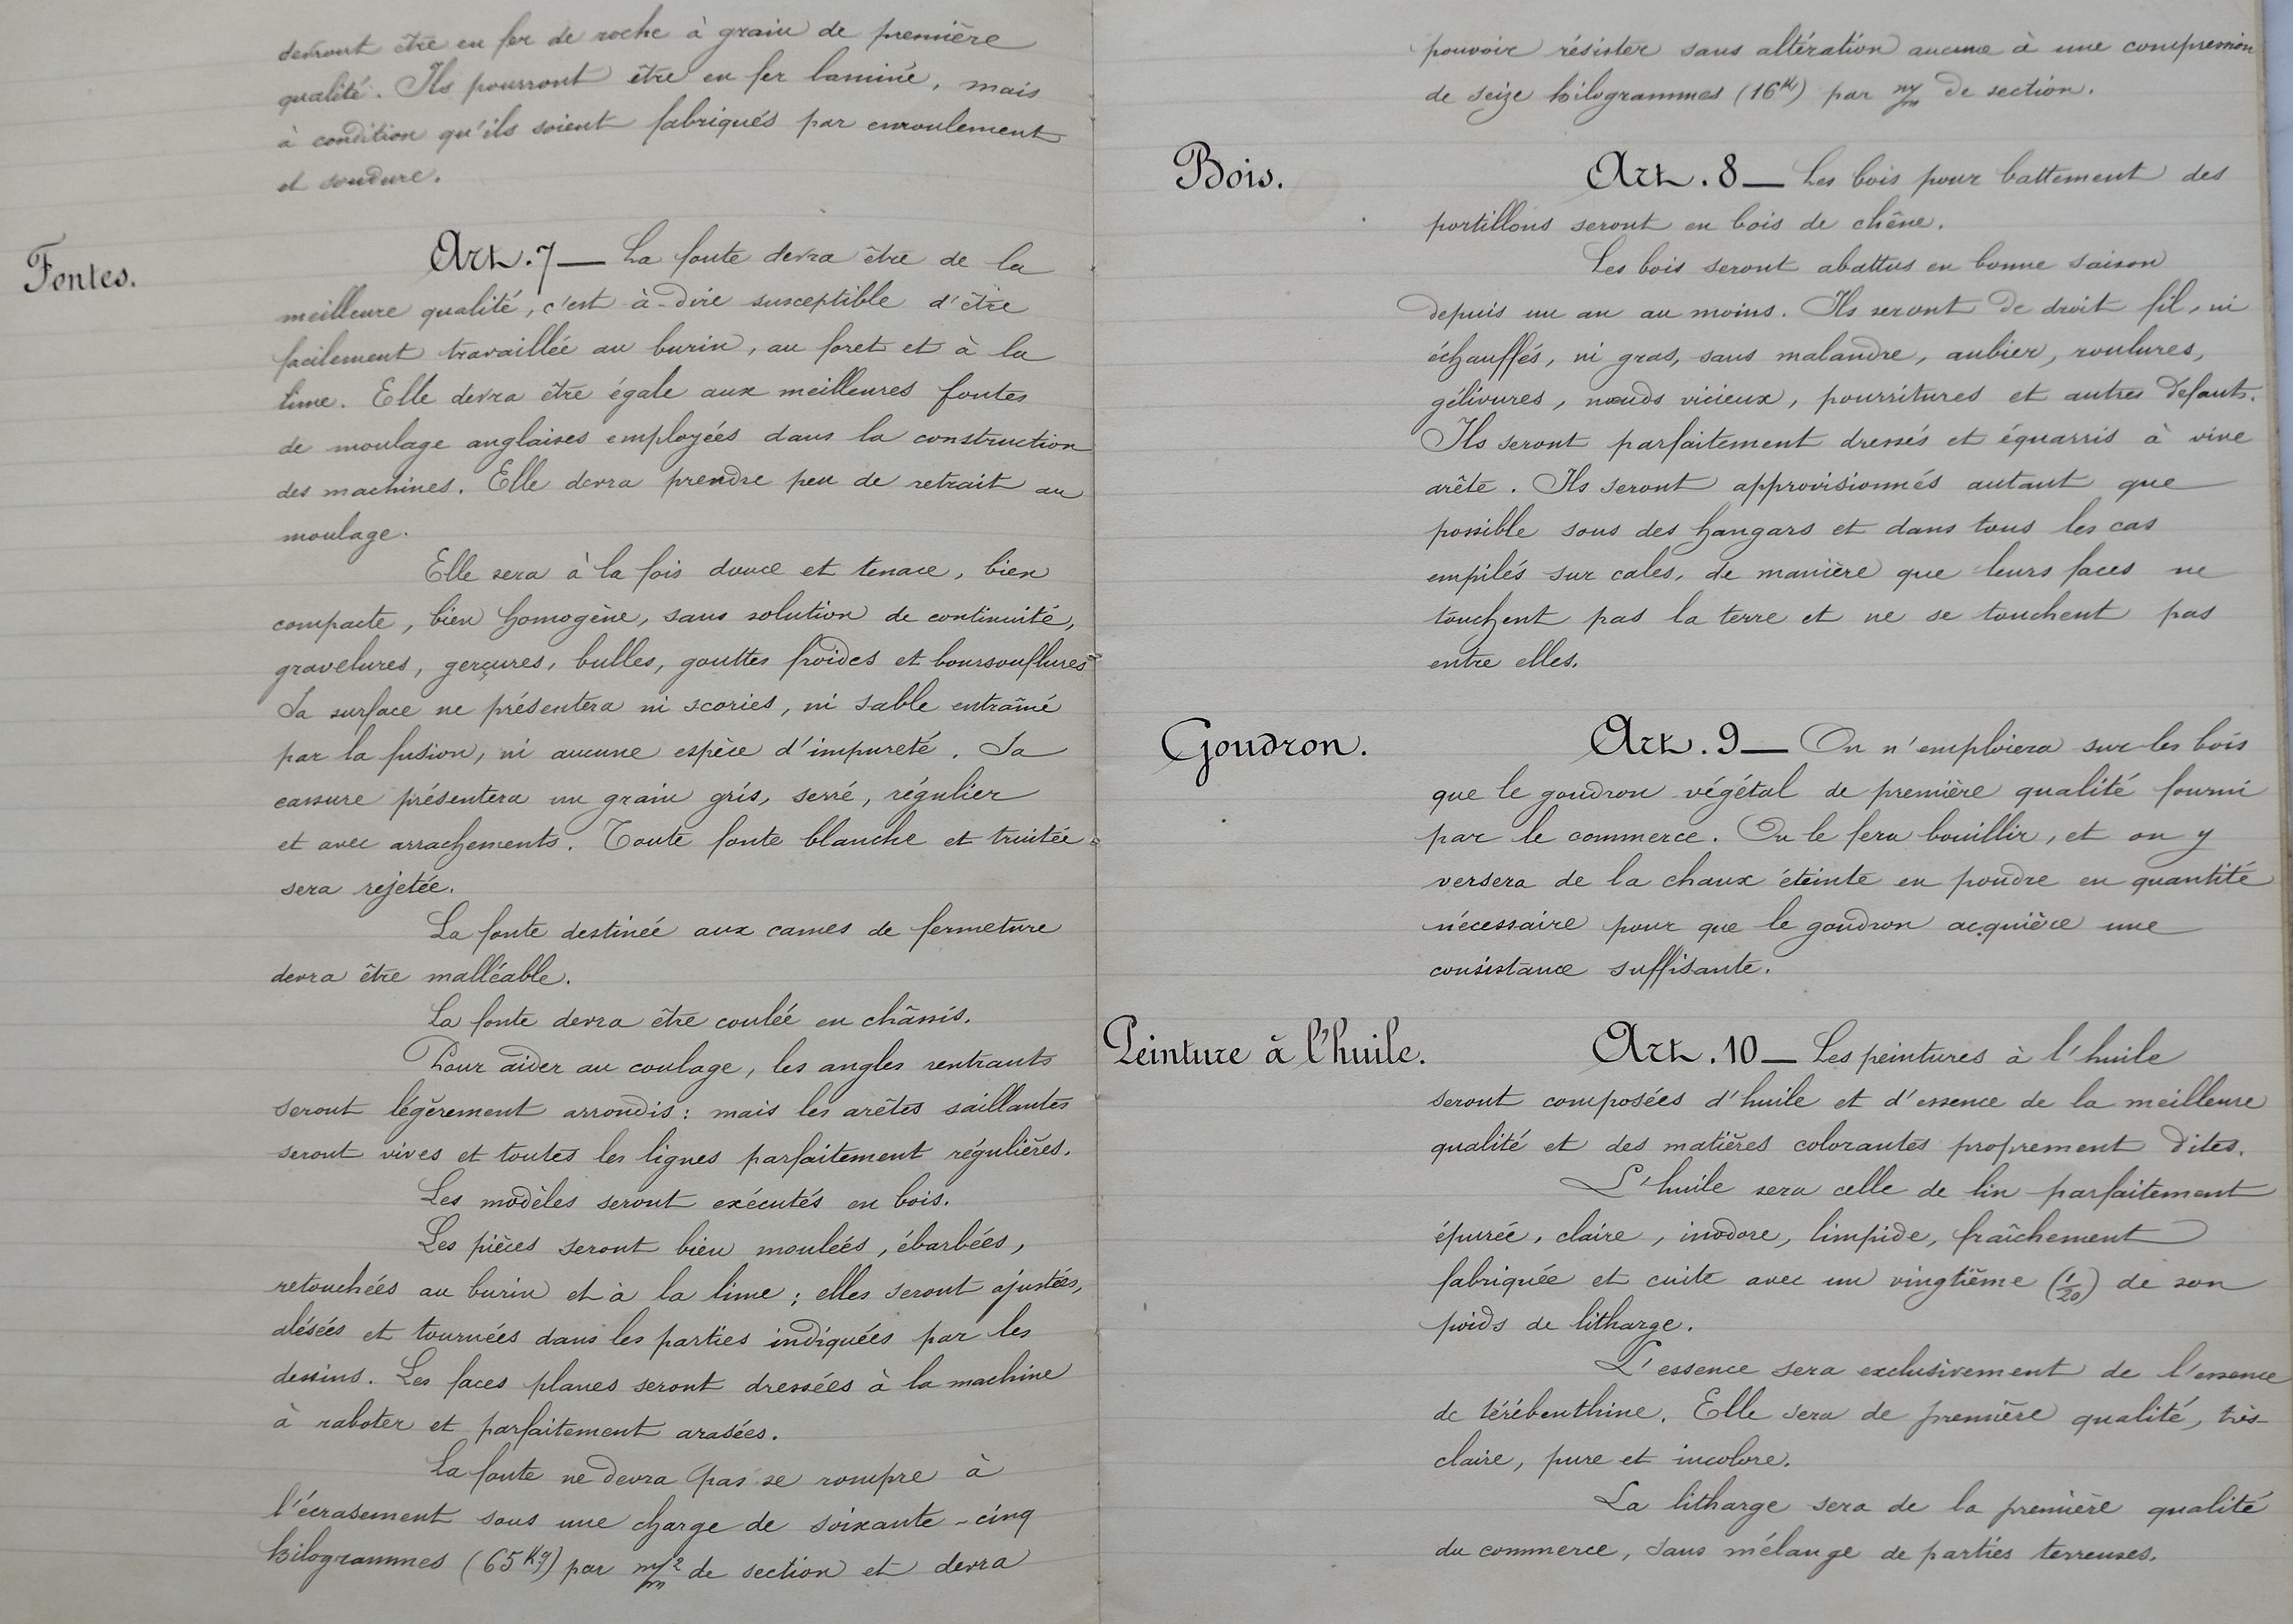 devront être en fer de roche à grain de première
qualité. Ils pourront être en fer laminé, mais
à condition qu'ils soient fabriqués par enroulement
et soudure.
Fontes.
Art. 7 — La fonte devra être de la
meilleure qualité, c'est-à-dire susceptible d'être
facilement travaillée au burin, au foret et à la
lime. Elle devra être égale aux meilleures fontes
de moulage anglaises employées dans la construction
des machines. Elle devra prendre peu de retrait au
moulage.
Elle sera à la fois douce et tenace, bien
compacte, bien homogène, sans solution de continuité,
gravelures, gerçures, bulles, gouttes froides et boursouflures
Sa surface ne présentera ni scories, ni sable entraîné
par la fusion, ni aucune espèce d'impureté. Sa
cassure présentera un grain gris, serré, régulier
et avec arrachements. Toute fonte blanche et truitée
sera rejetée.
La fonte destinée aux cames de fermeture
devra être malléable.
La fonte devra être coulée en châssis.
Pour aider au coulage, les angles rentrants
seront légèrement arrondis : mais les arêtes saillantes
seront vives et toutes les lignes parfaitement régulières.
Les modèles seront exécutés en bois.
Les pièces seront bien moulées, ébarbées,
retouchées au burin et à la lime ; elles seront ajustées,
alésées et tournées dans les parties indiquées par les
dessins. Les faces planes seront dressées à la machine
à raboter et parfaitement arasées.
La fonte ne devra pas se rompre à
l'écrasement sous une charge de soixante-cinq
kilogrammes (65 Kg) par m/m² de section et devra
pouvoir résister sans altération aucune à une compression
de seize kilogrammes (16 k) par m/m de section.
Bois.
Art. 8 — Les bois pour battement des
portillons seront en bois de chêne.
Les bois seront abattus en bonne saison
depuis un an au moins. Ils seront de droit fil, ni
échauffés, ni gras, sans malandre, aubier, roulures,
gélivures, nœuds vicieux, pourritures et autres défauts.
Ils seront parfaitement dressés et équarris à vive
arête. Ils seront approvisionnés autant que
possible sous des hangars et dans tous les cas
empilés sur cales, de manière que leurs faces ne
touchent pas la terre et ne se touchent pas
entre elles.
Goudron.
Art. 9 — On n'emploiera sur les bois
que le goudron végétal de première qualité fourni
par le commerce. On le fera bouillir, et on y
versera de la chaux éteinte en poudre en quantité
nécessaire pour que le goudron acquière une
consistance suffisante.
Peinture à l'huile.
Art. 10 — Les peintures à l'huile
seront composées d'huile et d'essence de la meilleure
qualité et des matières colorantes proprement dites.
L'huile sera celle de lin parfaitement
épurée, claire, inodore, limpide, fraîchement
fabriquée et cuite avec un vingtième (1/20) de son
poids de litharge.
L'essence sera exclusivement de l'essence
de térébenthine. Elle sera de première qualité, très
claire, pure et incolore.
La litharge sera de la première qualité
du commerce, sans mélange de parties terreuses.